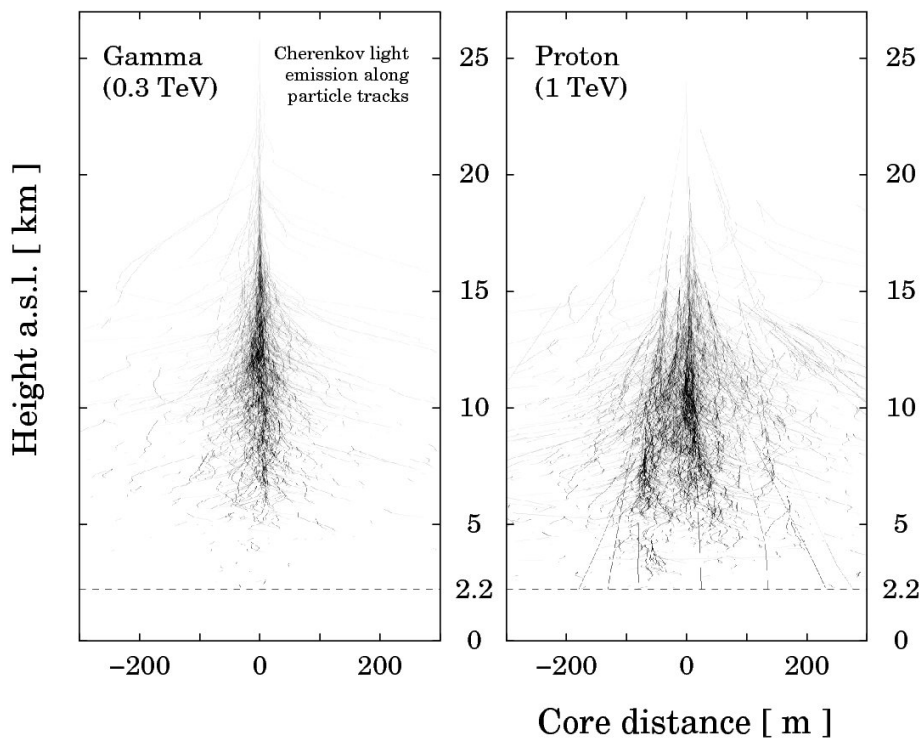 Gamma
(0.3 TeV)
Cherenkov light
emission along
particle tracks
Proton
(1 TeV)
Height a.s.l. [ km ]
25
20
15
10
5
2.2
0
25
20
15
10
5
2.2
0
−200 0 200
−200 0 200
Core distance [ m ]